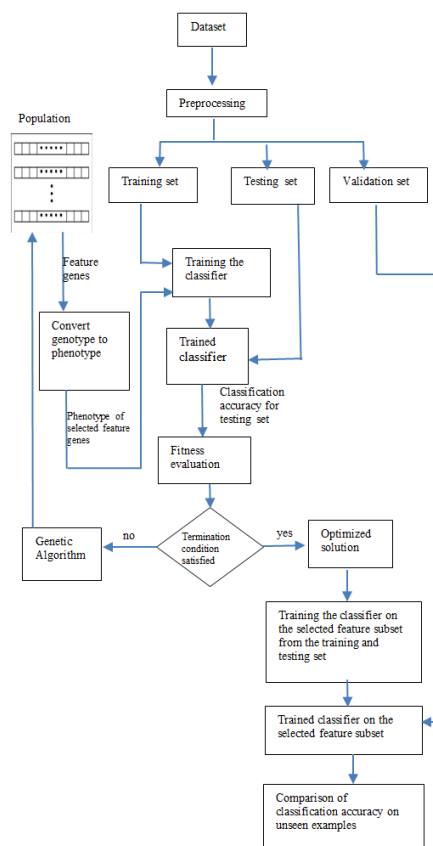 Dataset
Preprocessing
Population
Training set
Testing set
Validation set
Feature
genes
Training the
classifier
Convert
genotype to
phenotype
Trained
classifier
Classification
accuracy for
testing set
Phenotype of
selected feature
genes
Fitness
evaluation
Genetic
Algorithm
no
Termination
condition
satisfied
yes
Optimized
solution
Training the classifier on
the selected feature subset
from the training and
testing set
Trained classifier on the
selected feature subset
Comparison of
classification accuracy on
unseen examples